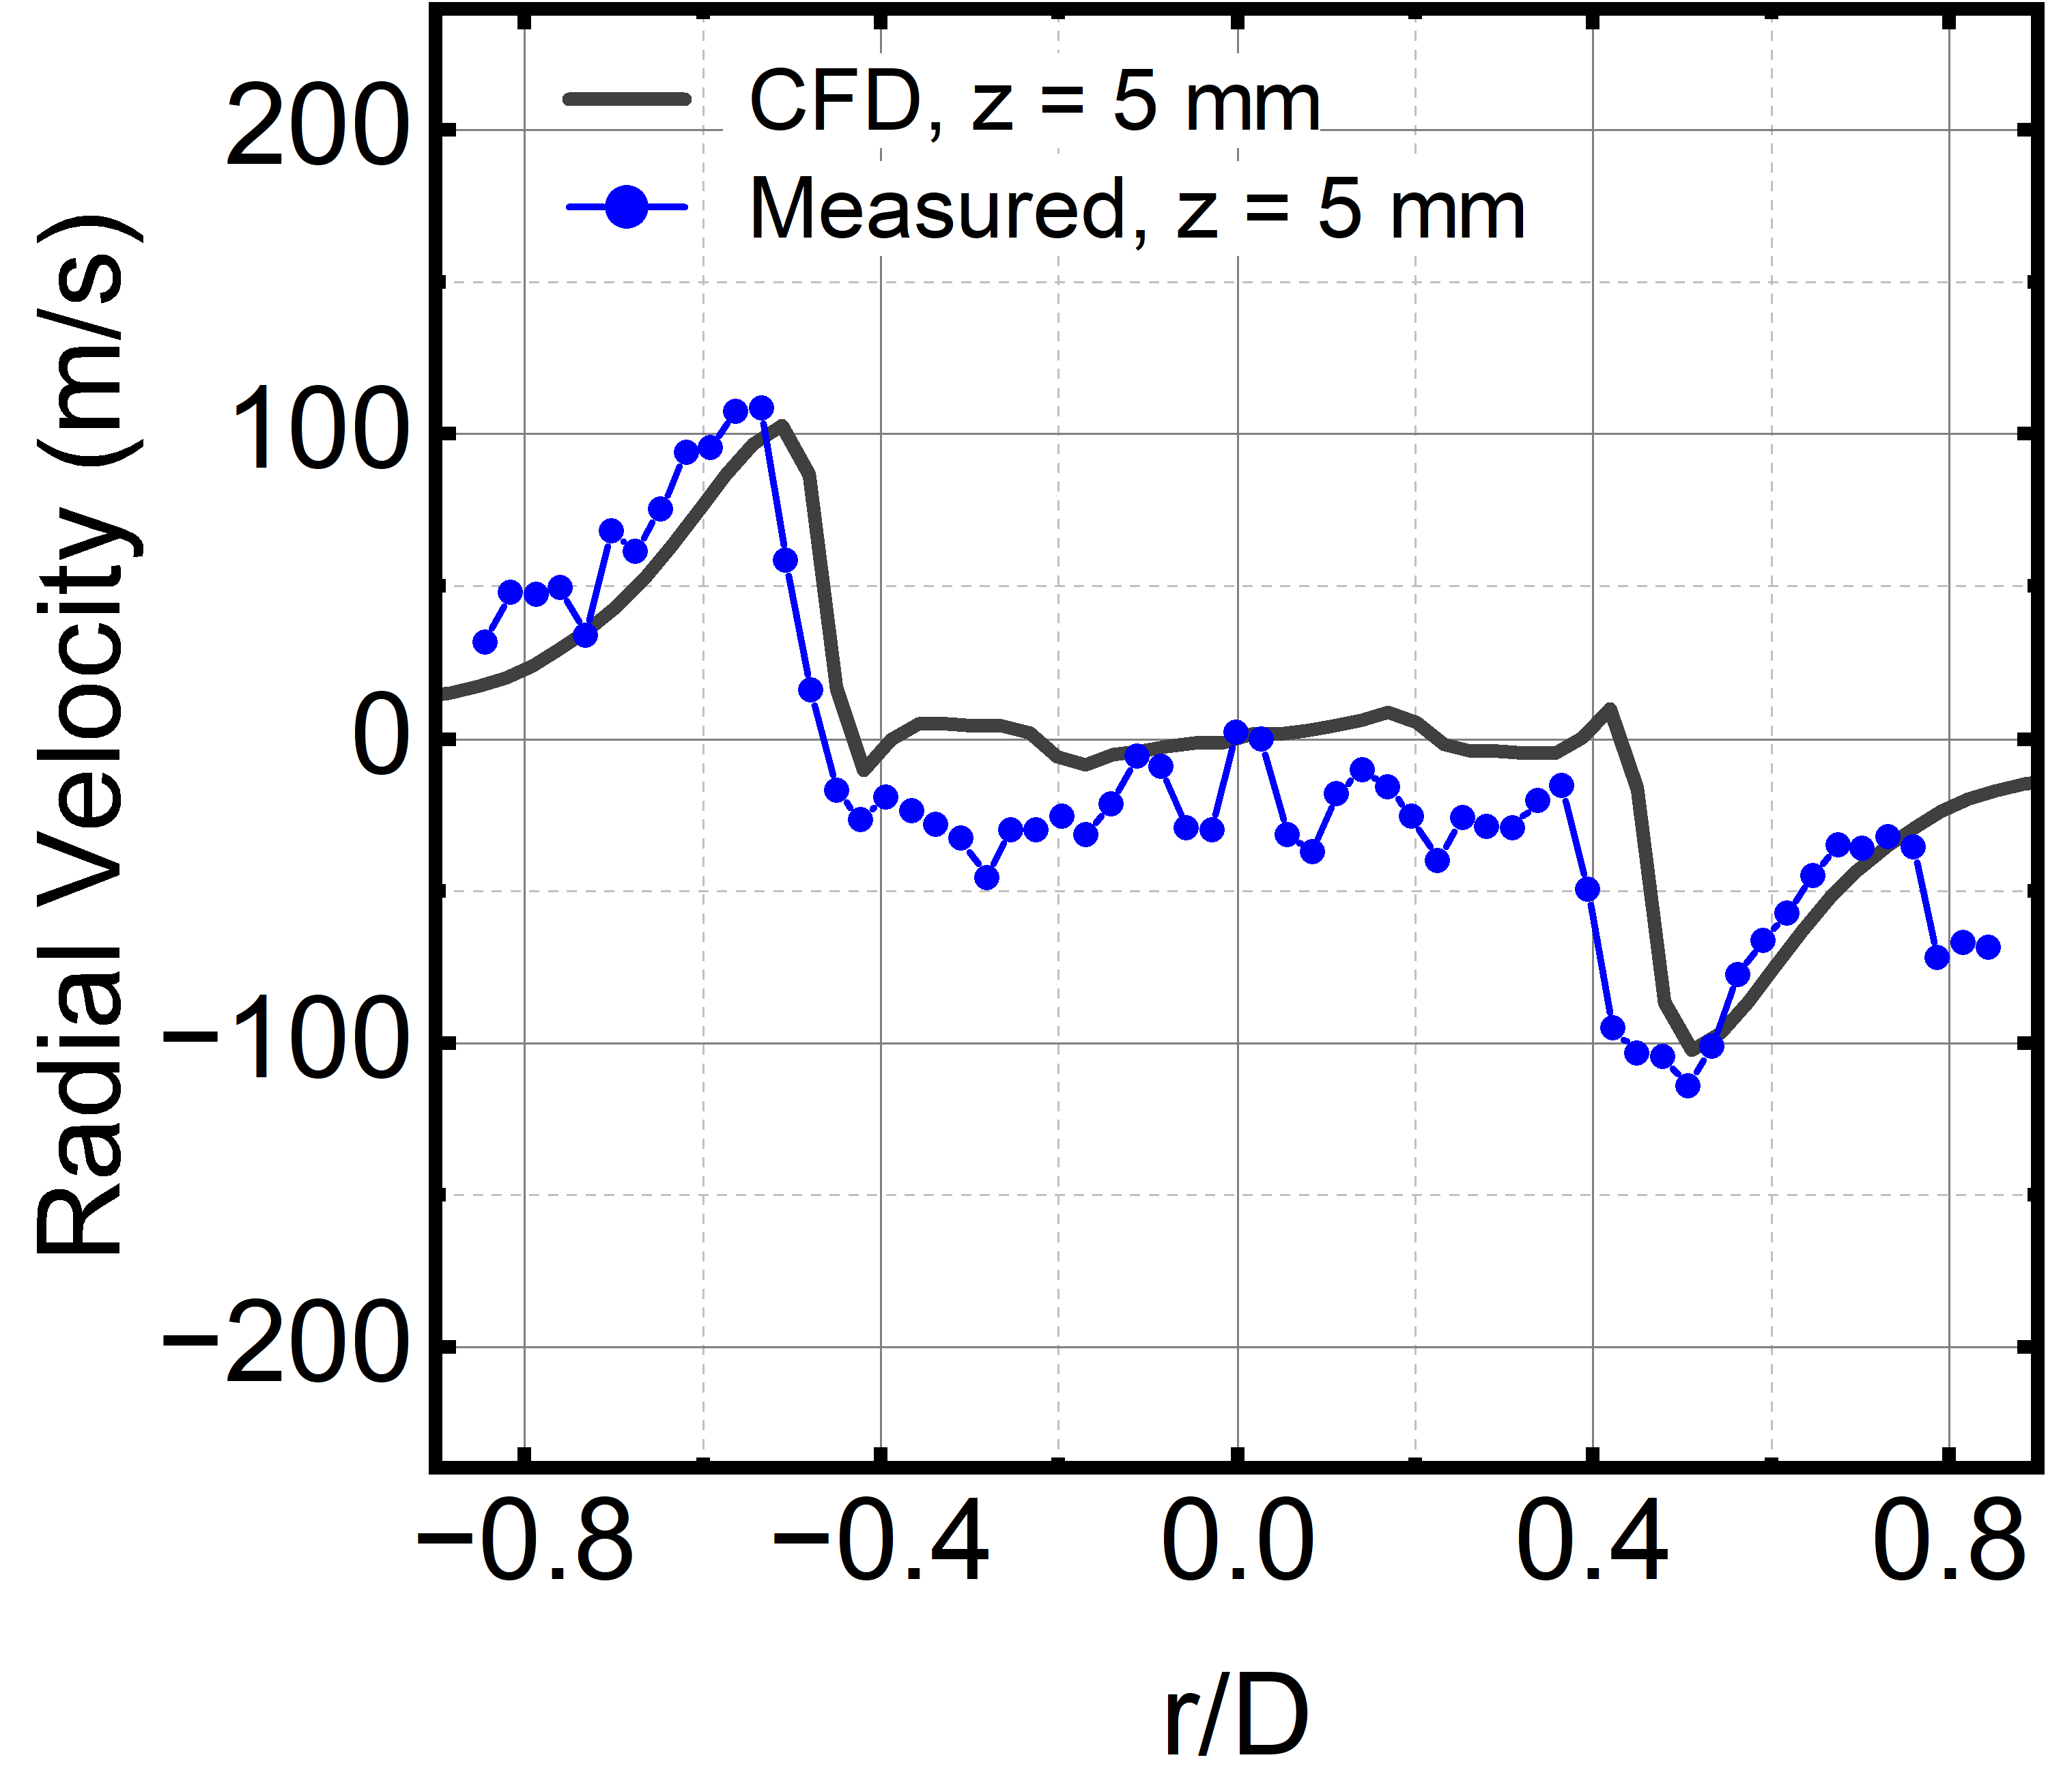 CFD, z = 5 mm
Measured, z = 5 mm
Radial Velocity (m/s)
200
100
0
−100
−200
−0.8 −0.4 0.0 0.4 0.8
r/D